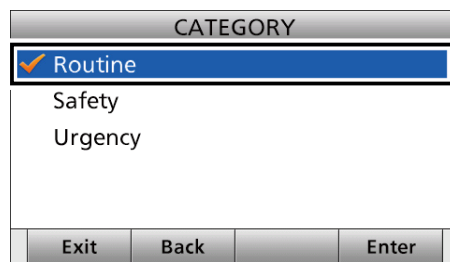 CATEGORY
Routine
Safety
Urgency
Exit Back Enter